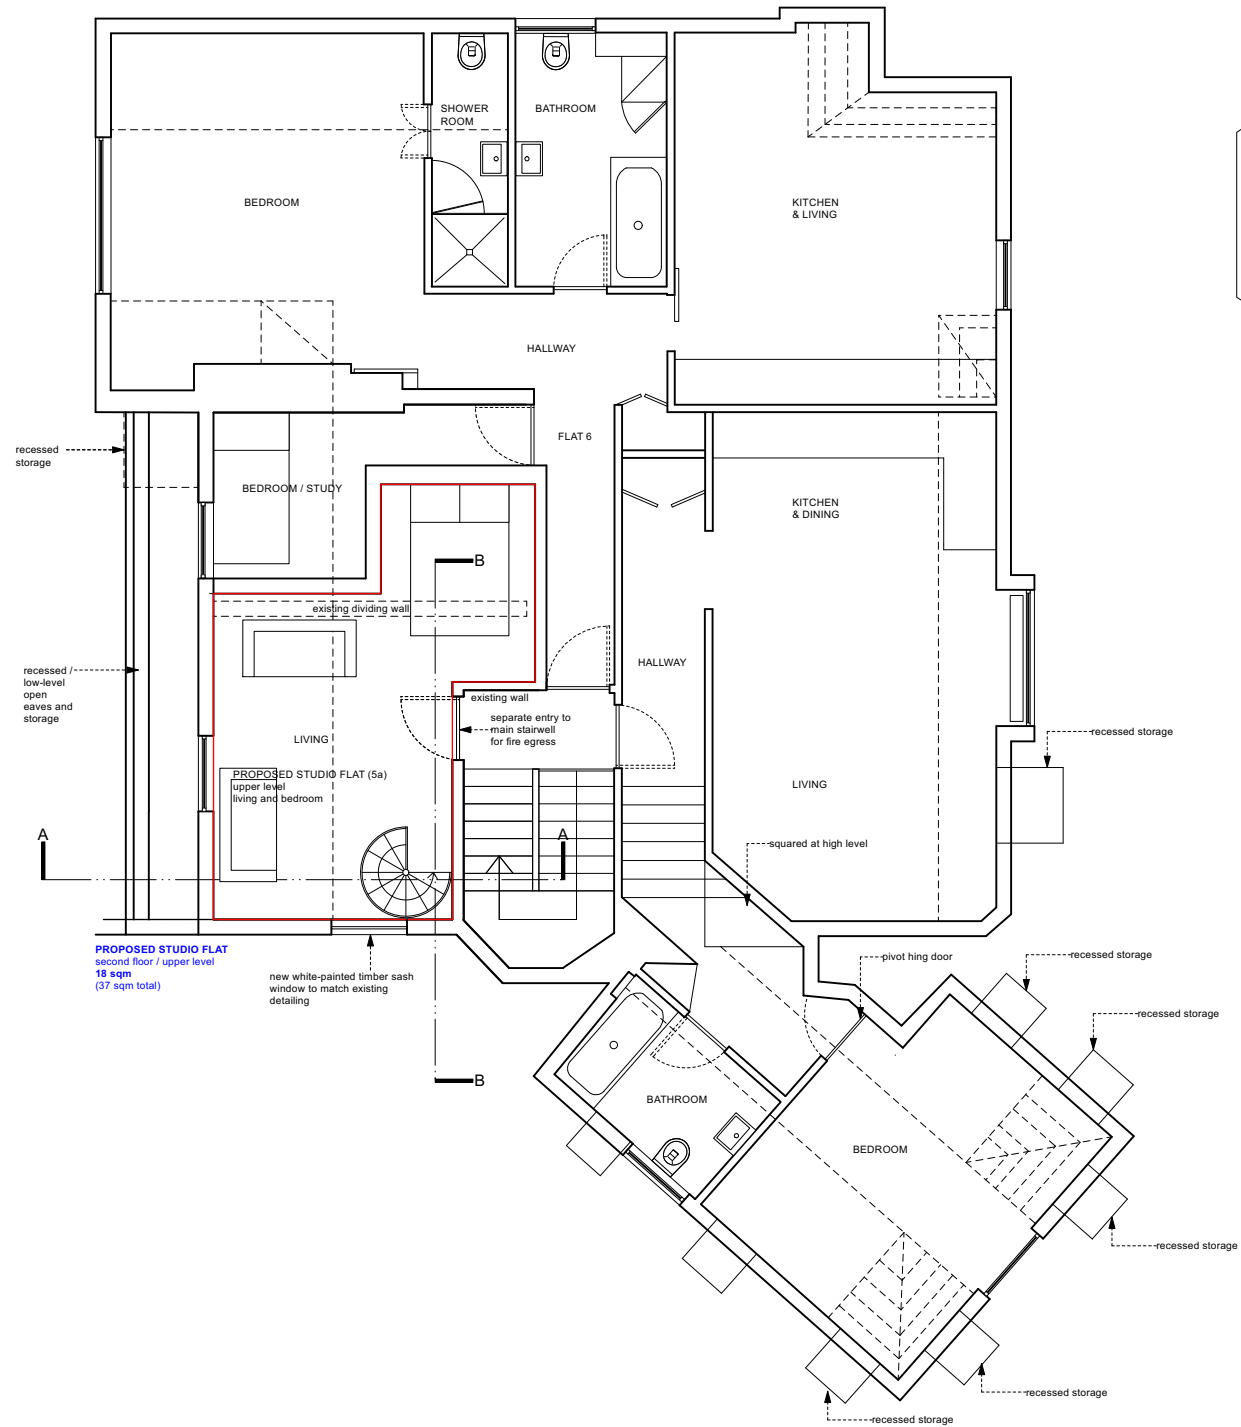 SHOWER
ROOM
BATHROOM
BEDROOM
KITCHEN
& LIVING
HALLWAY
FLAT 6
recessed
storage
BEDROOM / STUDY
KITCHEN
& DINING
B
existing dividing wall
HALLWAY
recessed /
low-level
open
eaves and
storage
existing wall
separate entry to
main stairwell
for fire egress
LIVING
recessed storage
PROPOSED STUDIO FLAT (5a)
upper level
living and bedroom
LIVING
A
A
squared at high level
PROPOSED STUDIO FLAT
second floor / upper level
18 sqm
(37 sqm total)
new white-painted timber sash
window to match existing
detailing
pivot hing door
recessed storage
recessed storage
B
BATHROOM
BEDROOM
recessed storage
recessed storage
recessed storage